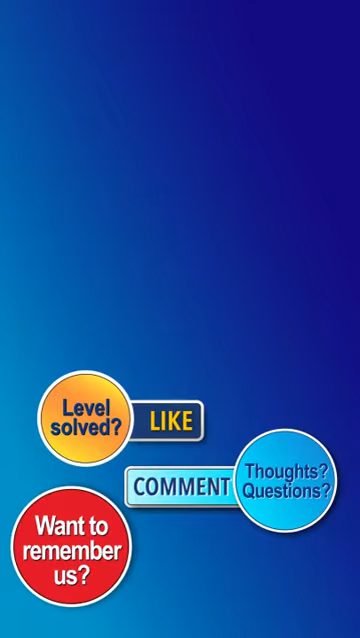 Level
solved?
LIKE
Thoughts?
Questions?
COMMENT
Want to
remember
us?